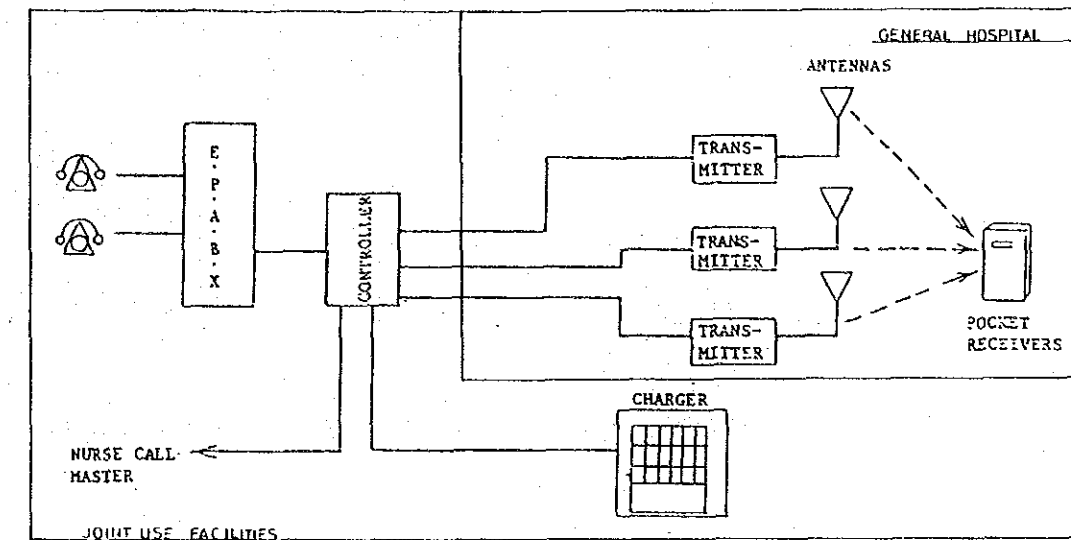 GENERAL HOSPITAL
ANTENNAS
E·P·A·B·X
CONTROLLER
TRANS-
MITTER
TRANS-
MITTER
TRANS-
MITTER
POCKET
RECEIVERS
CHARGER
NURSE CALL
MASTER
JOINT USE FACILITIES